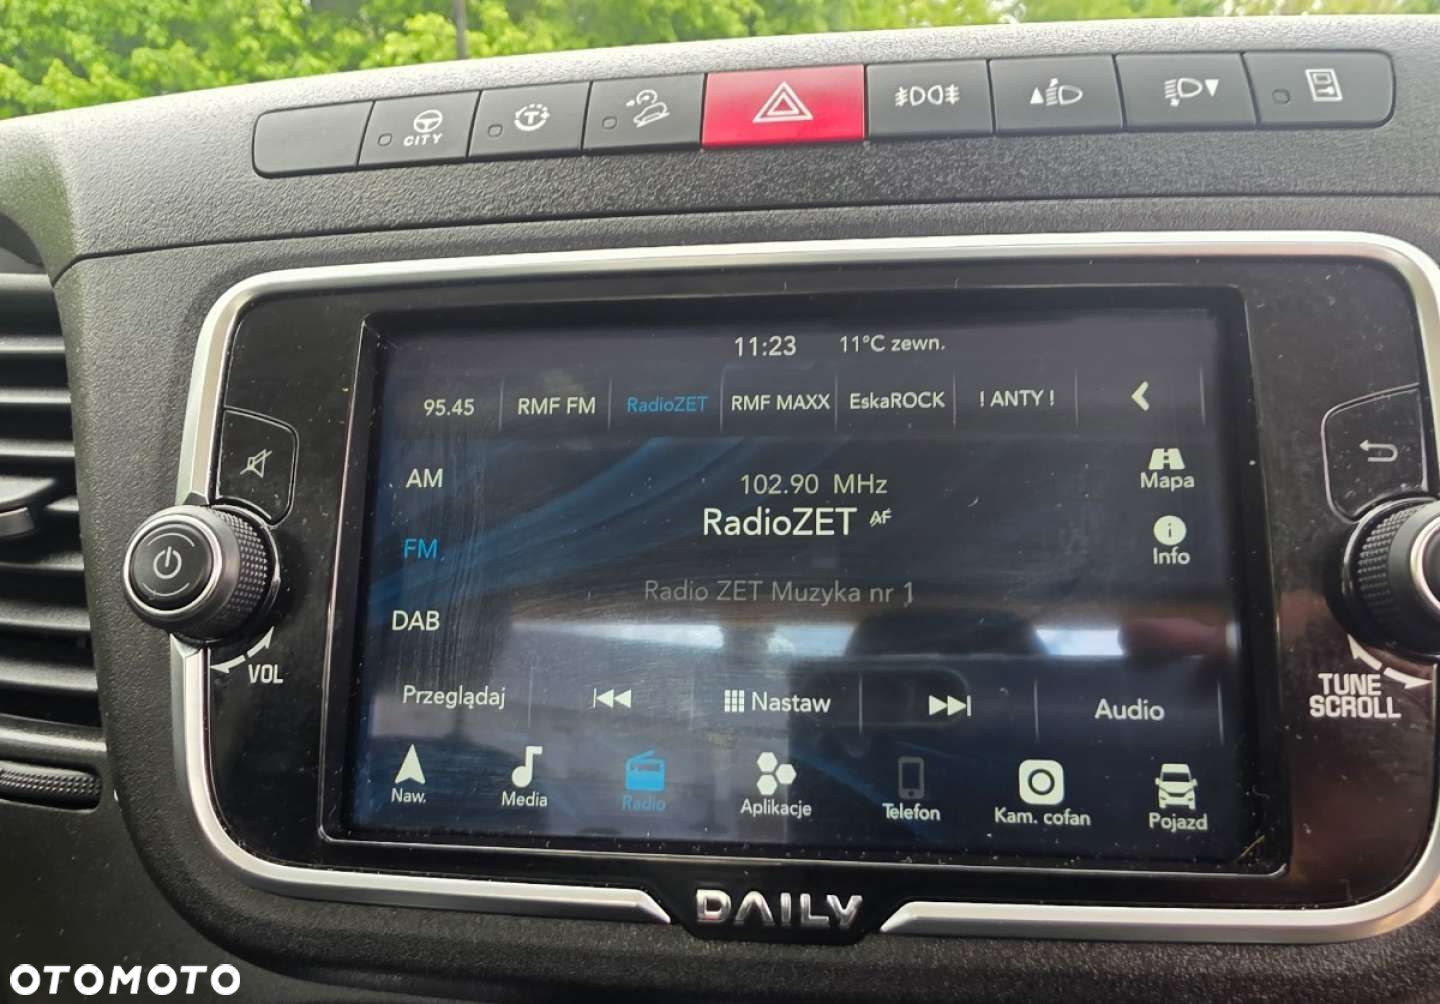 CITY
11:23 11°C zewn.
95.45 RMF FM RadioZET RMF MAXX EskaROCK ! ANTY !
AM
102.90 MHz
Mapa
RadioZET AF
FM
Info
Radio ZET Muzyka nr 1
DAB
VOL
TUNE
SCROLL
Przeglądaj Nastaw Audio
Naw. Media Radio Aplikacje Telefon Kam. cofan Pojazd
DAILY
OTOMOTO